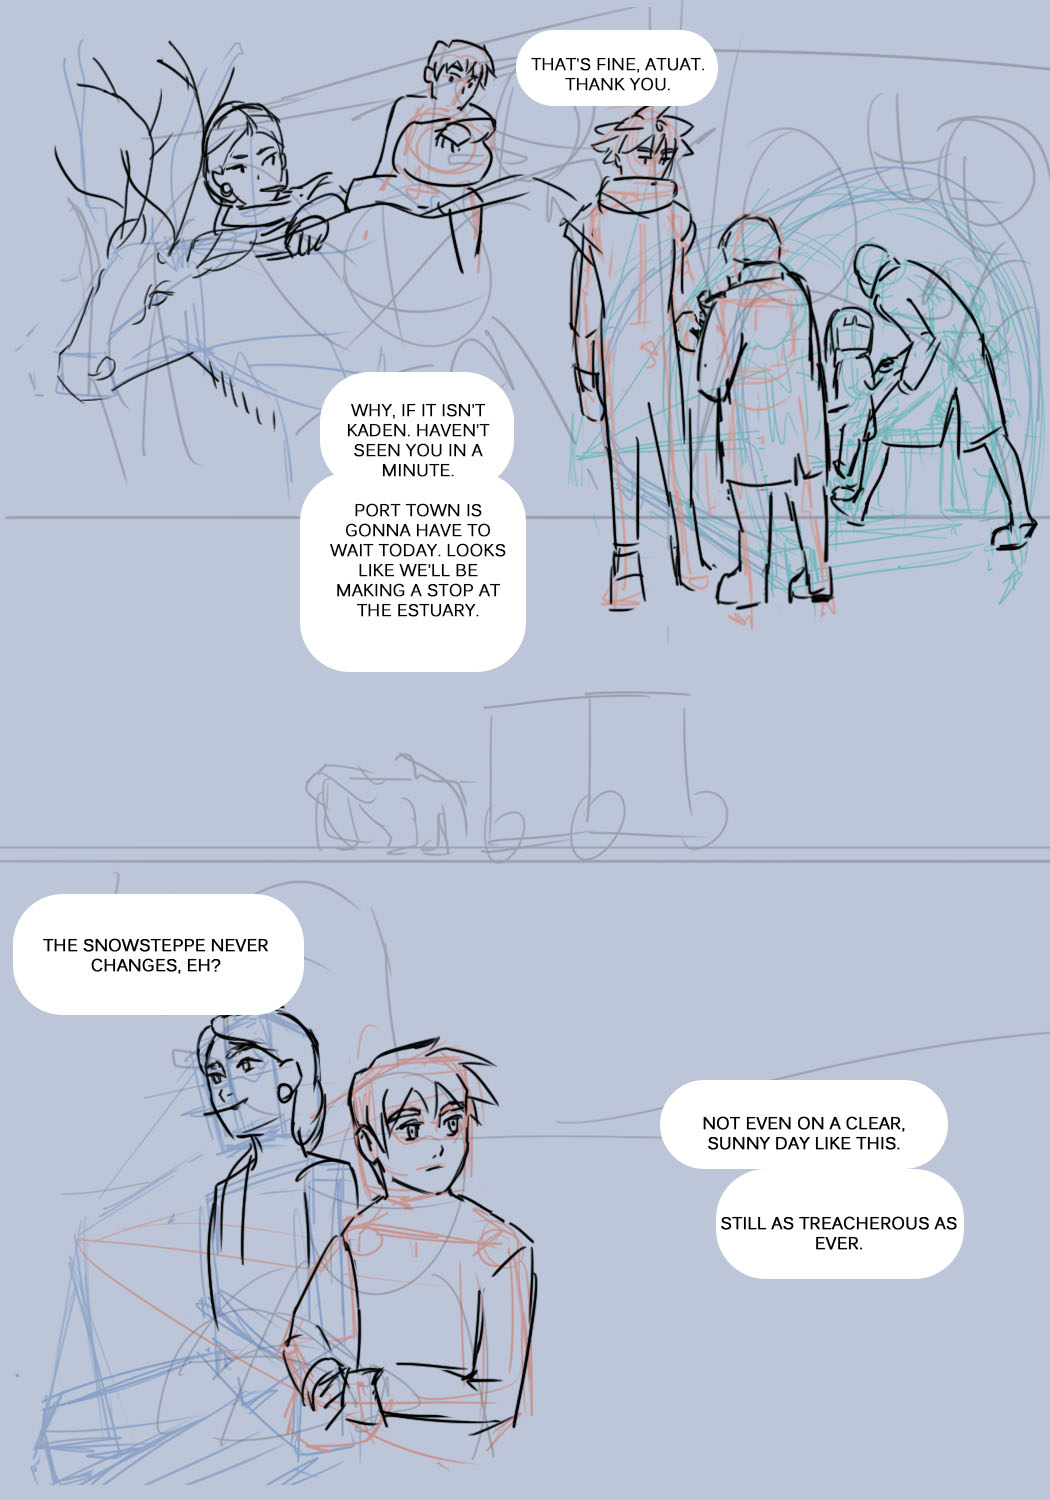 THAT'S FINE, ATUAT.
THANK YOU.
WHY, IF IT ISN'T
KADEN. HAVEN'T
SEEN YOU IN A
MINUTE.
PORT TOWN IS
GONNA HAVE TO
WAIT TODAY. LOOKS
LIKE WE'LL BE
MAKING A STOP AT
THE ESTUARY.
THE SNOWSTEPPE NEVER
CHANGES, EH?
NOT EVEN ON A CLEAR,
SUNNY DAY LIKE THIS.
STILL AS TREACHEROUS AS
EVER.